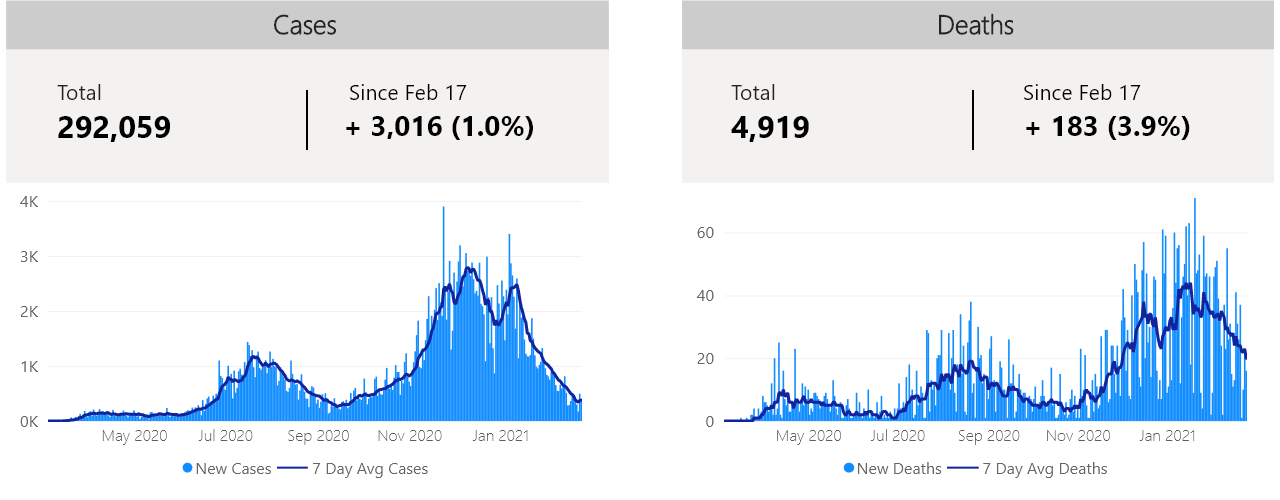 Cases
Total
292,059
Since Feb 17
+ 3,016 (1.0%)
4K
3K
2K
1K
0K
May 2020 Jul 2020 Sep 2020 Nov 2020 Jan 2021
New Cases 7 Day Avg Cases
Deaths
Total
4,919
Since Feb 17
+ 183 (3.9%)
60
40
20
0
May 2020 Jul 2020 Sep 2020 Nov 2020 Jan 2021
New Deaths 7 Day Avg Deaths